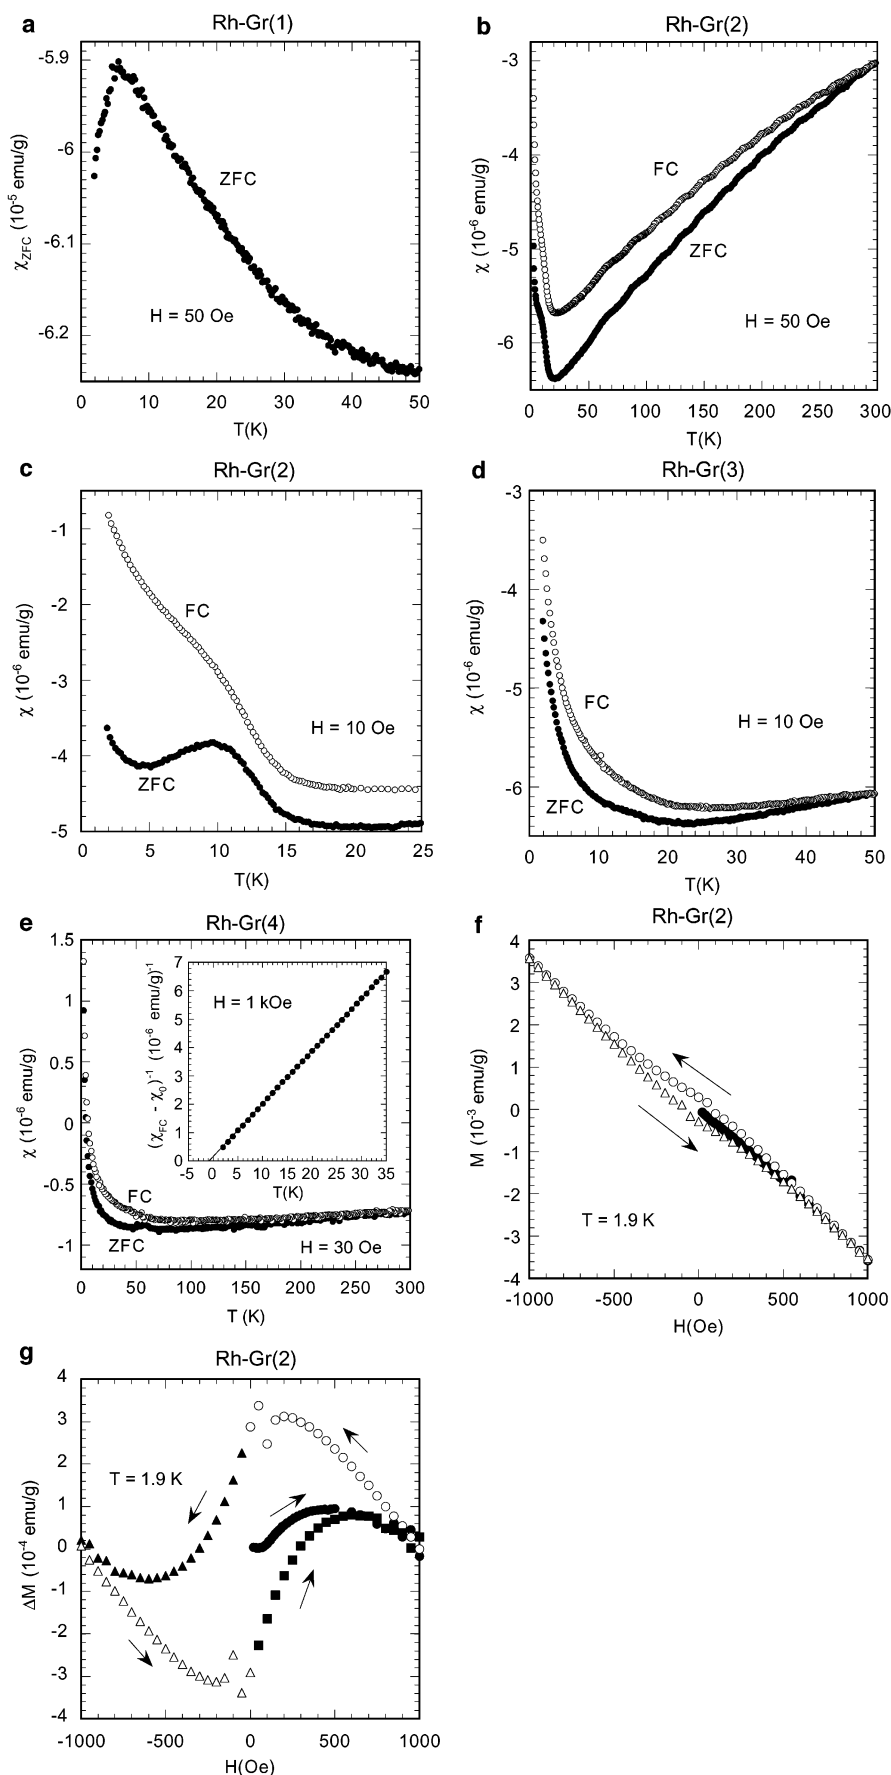 a
Rh-Gr(1)
-5.9
-6
-6.1
-6.2
χZFC (10-5 emu/g)
ZFC
H = 50 Oe
0 10 20 30 40 50
T(K)
b
Rh-Gr(2)
-3
-4
-5
-6
χ (10-6 emu/g)
FC
ZFC
H = 50 Oe
0 50 100 150 200 250 300
T(K)
c
Rh-Gr(2)
-1
-2
-3
-4
-5
χ (10-6 emu/g)
FC
H = 10 Oe
ZFC
0 5 10 15 20 25
T(K)
d
Rh-Gr(3)
-3
-4
-5
-6
χ (10-6 emu/g)
FC
H = 10 Oe
ZFC
0 10 20 30 40 50
T(K)
e
Rh-Gr(4)
1.5
1
0.5
0
-0.5
-1
χ (10-6 emu/g)
7
6
5
4
3
2
1
0
(χFC - χ0)-1 (10-6 emu/g)-1
H = 1 kOe
-5 0 5 10 15 20 25 30 35
T(K)
FC
ZFC
H = 30 Oe
0 50 100 150 200 250 300
T (K)
f
Rh-Gr(2)
4
3
2
1
0
-1
-2
-3
-4
M (10-3 emu/g)
T = 1.9 K
-1000 -500 0 500 1000
H(Oe)
g
Rh-Gr(2)
4
3
2
1
0
-1
-2
-3
-4
ΔM (10-4 emu/g)
T = 1.9 K
-1000 -500 0 500 1000
H(Oe)